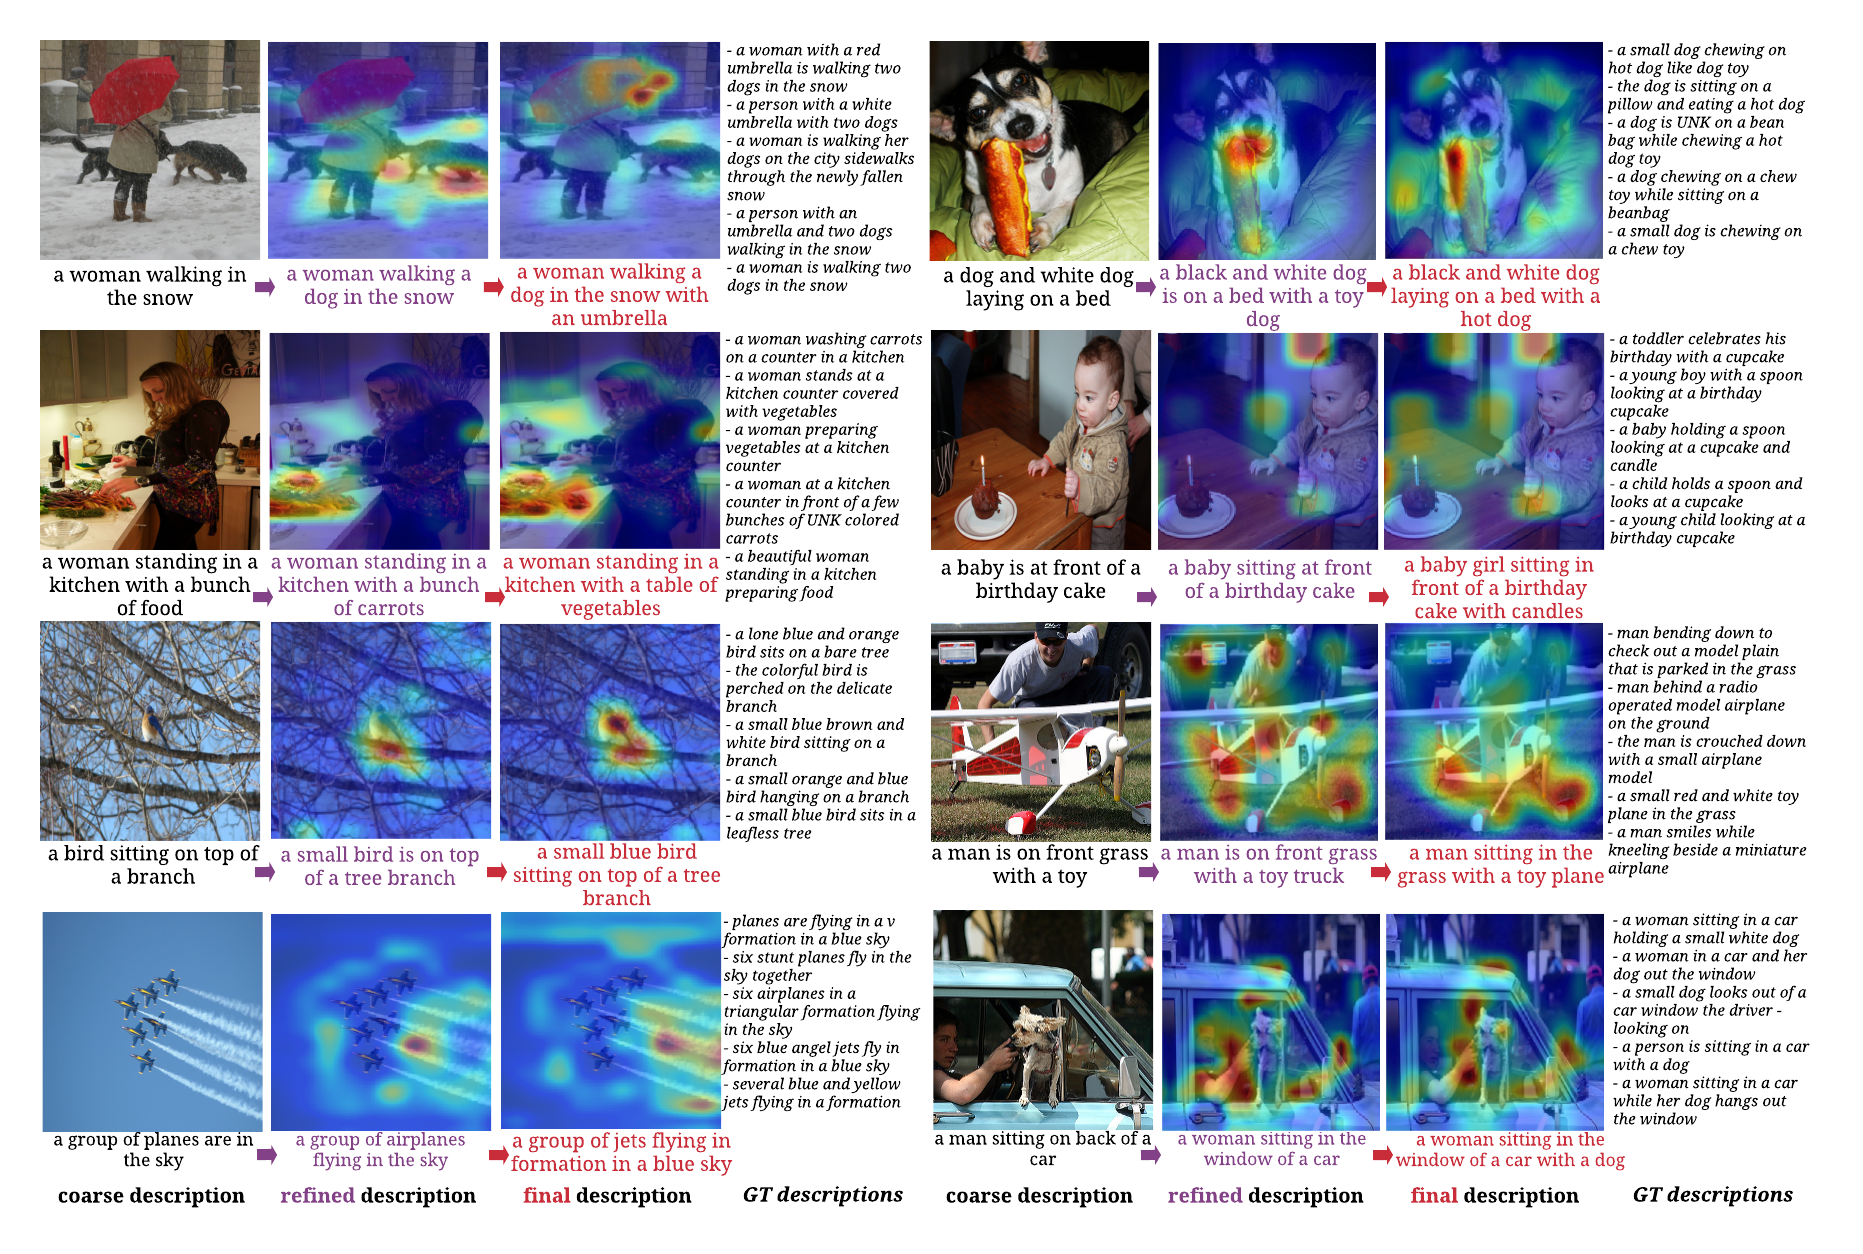 - a woman with a red
umbrella is walking two
dogs in the snow
- a person with a white
umbrella with two dogs
- a woman is walking her
dogs on the city sidewalks
through the newly fallen
snow
- a person with an
umbrella and two dogs
walking in the snow
- a woman is walking two
dogs in the snow
a woman walking in
the snow
a woman walking a
dog in the snow
a woman walking a
dog in the snow with
an umbrella
- a small dog chewing on
hot dog like dog toy
- the dog is sitting on a
pillow and eating a hot dog
- a dog is UNK on a bean
bag while chewing a hot
dog toy
- a dog chewing on a chew
toy while sitting on a
beanbag
- a small dog is chewing on
a chew toy
a dog and white dog
laying on a bed
a black and white dog
is on a bed with a toy
dog
a black and white dog
laying on a bed with a
hot dog
- a woman washing carrots
on a counter in a kitchen
- a woman stands at a
kitchen counter covered
with vegetables
- a woman preparing
vegetables at a kitchen
counter
- a woman at a kitchen
counter in front of a few
bunches of UNK colored
carrots
- a beautiful woman
standing in a kitchen
preparing food
a woman standing in a
kitchen with a bunch
of food
a woman standing in a
kitchen with a bunch
of carrots
a woman standing in a
kitchen with a table of
vegetables
- a toddler celebrates his
birthday with a cupcake
- a young boy with a spoon
looking at a birthday
cupcake
- a baby holding a spoon
looking at a cupcake and
candle
- a child holds a spoon and
looks at a cupcake
- a young child looking at a
birthday cupcake
a baby is at front of a
birthday cake
a baby sitting at front
of a birthday cake
a baby girl sitting in
front of a birthday
cake with candles
- a lone blue and orange
bird sits on a bare tree
- the colorful bird is
perched on the delicate
branch
- a small blue brown and
white bird sitting on a
branch
- a small orange and blue
bird hanging on a branch
- a small blue bird sits in a
leafless tree
a bird sitting on top of
a branch
a small bird is on top
of a tree branch
a small blue bird
sitting on top of a tree
branch
- man bending down to
check out a model plain
that is parked in the grass
- man behind a radio
operated model airplane
on the ground
- the man is crouched down
with a small airplane
model
- a small red and white toy
plane in the grass
- a man smiles while
kneeling beside a miniature
airplane
a man is on front grass
with a toy
a man is on front grass
with a toy truck
a man sitting in the
grass with a toy plane
- planes are flying in a v
formation in a blue sky
- six stunt planes fly in the
sky together
- six airplanes in a
triangular formation flying
in the sky
- six blue angel jets fly in
formation in a blue sky
- several blue and yellow
jets flying in a formation
a group of planes are in
the sky
a group of airplanes
flying in the sky
a group of jets flying in
formation in a blue sky
- a woman sitting in a car
holding a small white dog
- a woman in a car and her
dog out the window
- a small dog looks out of a
car window the driver -
looking on
- a person is sitting in a car
with a dog
- a woman sitting in a car
while her dog hangs out
the window
a man sitting on back of a
car
a woman sitting in the
window of a car
a woman sitting in the
window of a car with a dog
coarse description
refined description
final description
GT descriptions
coarse description
refined description
final description
GT descriptions